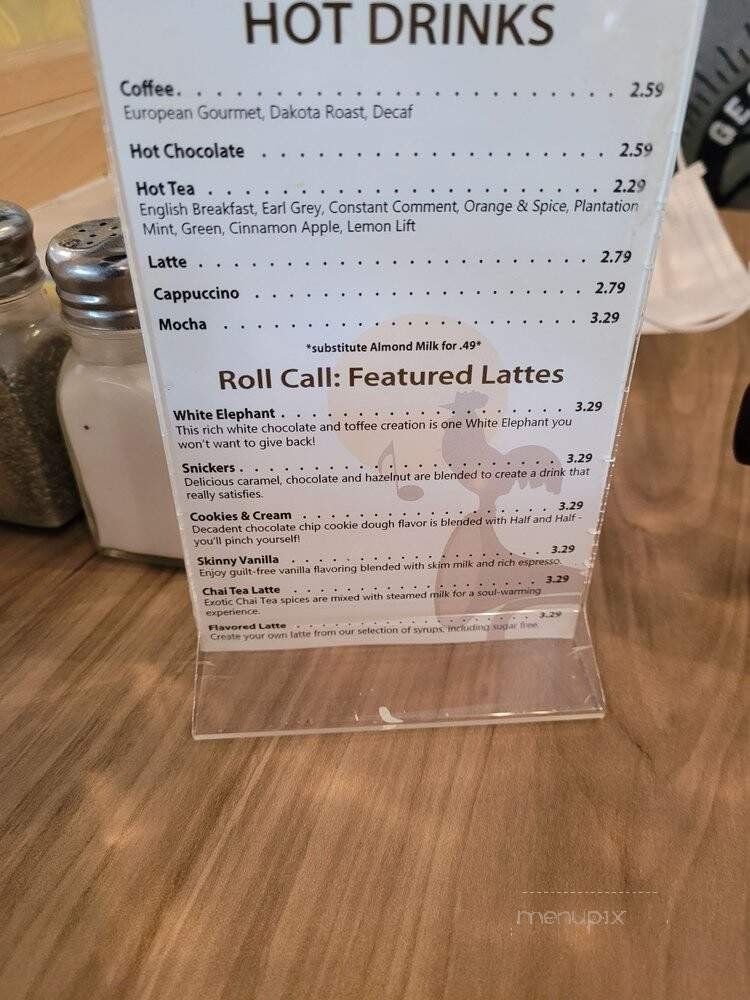 HOT DRINKS
Coffee. . . . . . . . . . . . . . . . . . . . . . . 2.59
European Gourmet, Dakota Roast, Decaf
Hot Chocolate . . . . . . . . . . . . . . . . . . 2.59
Hot Tea . . . . . . . . . . . . . . . . . . . . . . 2.29
English Breakfast, Earl Grey, Constant Comment, Orange & Spice, Plantation
Mint, Green, Cinnamon Apple, Lemon Lift
Latte . . . . . . . . . . . . . . . . . . . . . . 2.79
Cappuccino . . . . . . . . . . . . . . . . . . 2.79
Mocha . . . . . . . . . . . . . . . . . . . . 3.29
*substitute Almond Milk for .49*
Roll Call: Featured Lattes
White Elephant . . . . . . . . . . . . . . . . . . 3.29
This rich white chocolate and toffee creation is one White Elephant you
won't want to give back!
Snickers . . . . . . . . . . . . . . . . . . . . . 3.29
Delicious caramel, chocolate and hazelnut are blended to create a drink that
really satisfies.
Cookies & Cream . . . . . . . . . . . . . . . . . 3.29
Decadent chocolate chip cookie dough flavor is blended with Half and Half -
you'll pinch yourself!
Skinny Vanilla . . . . . . . . . . . . . . . . . . 3.29
Enjoy guilt-free vanilla flavoring blended with skim milk and rich espresso.
Chai Tea Latte . . . . . . . . . . . . . . . . . . 3.29
Exotic Chai Tea spices are mixed with steamed milk for a soul-warming
experience.
Flavored Latte . . . . . . . . . . . . . . . . . . 3.29
Create your own latte from our selection of syrups, including sugar free.
menupix